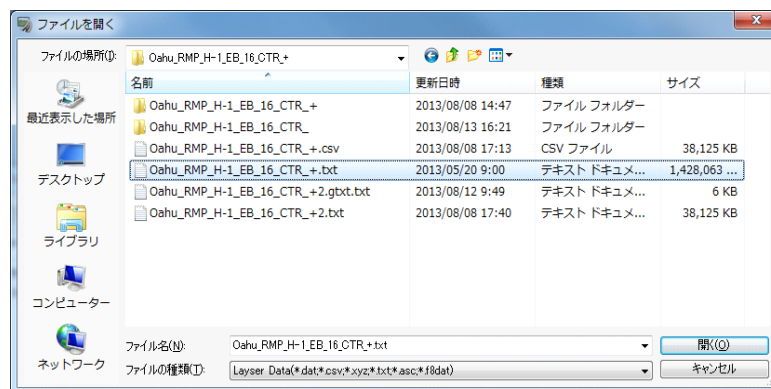 ファイルを開く
ファイルの場所(I):
Oahu_RMP_H-1_EB_16_CTR_+
名前 更新日時 種類 サイズ
Oahu_RMP_H-1_EB_16_CTR_+ 2013/08/08 14:47 ファイル フォルダー
Oahu_RMP_H-1_EB_16_CTR_ 2013/08/13 16:21 ファイル フォルダー
Oahu_RMP_H-1_EB_16_CTR_+.csv 2013/08/08 17:13 CSV ファイル 38,125 KB
Oahu_RMP_H-1_EB_16_CTR_+.txt 2013/05/20 9:00 テキスト ドキュメ... 1,428,063 ...
Oahu_RMP_H-1_EB_16_CTR_+2.gtxt.txt 2013/08/12 9:49 テキスト ドキュメ... 6 KB
Oahu_RMP_H-1_EB_16_CTR_+2.txt 2013/08/08 17:40 テキスト ドキュメ... 38,125 KB
最近表示した場所
デスクトップ
ライブラリ
コンピューター
ネットワーク
ファイル名(N): Oahu_RMP_H-1_EB_16_CTR_+.txt 開く(O)
ファイルの種類(T): Layser Data(*.dat;*.csv;*.xyz;*.txt;*.asc;*.f8dat) キャンセル